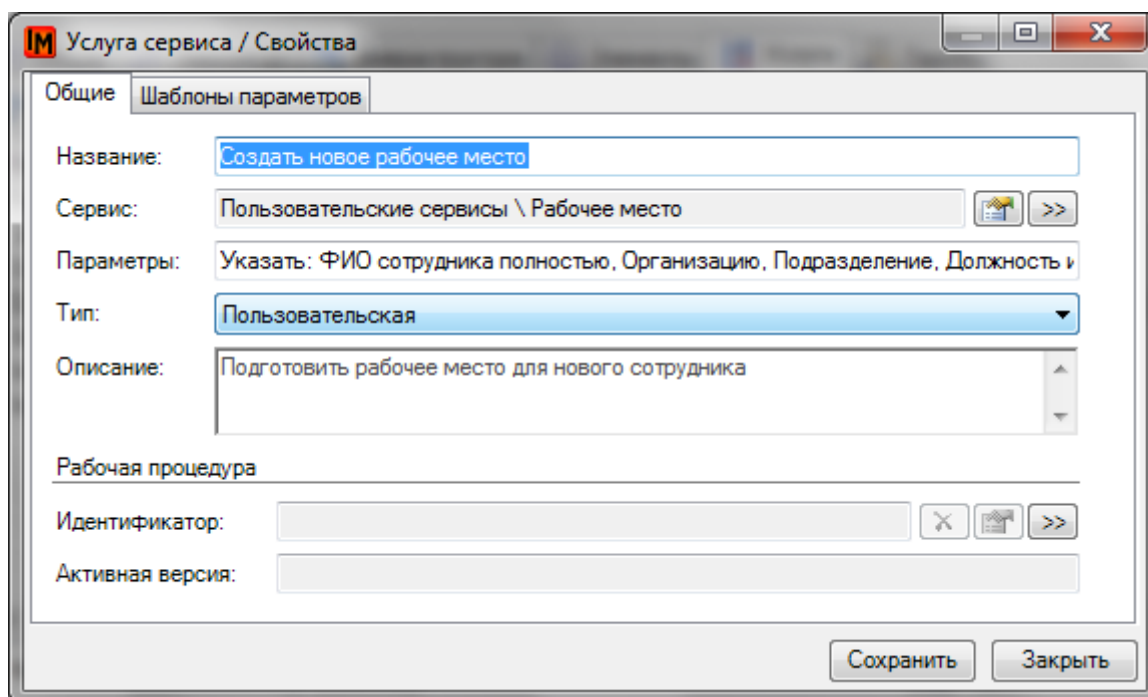 IM Услуга сервиса / Свойства
Общие Шаблоны параметров
Название: Создать новое рабочее место
Сервис: Пользовательские сервисы \ Рабочее место >>
Параметры: Указать: ФИО сотрудника полностью, Организацию, Подразделение, Должность и
Тип: Пользовательская
Описание: Подготовить рабочее место для нового сотрудника
Рабочая процедура
Идентификатор: >>
Активная версия:
Сохранить Закрыть